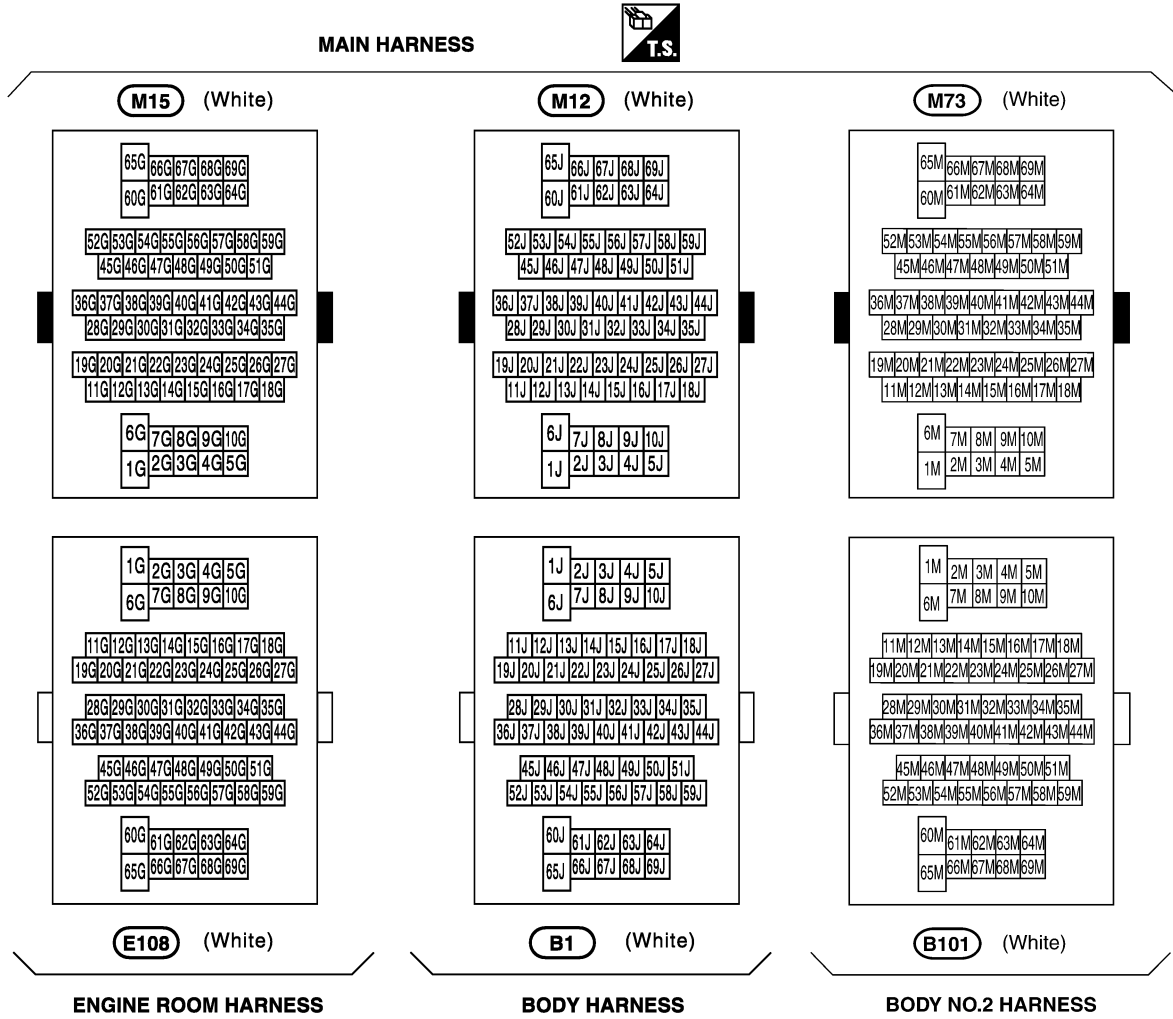 MAIN HARNESS
T.S.
M15 (White) M12 (White) M73 (White)
65G 66G 67G 68G 69G
60G 61G 62G 63G 64G
52G 53G 54G 55G 56G 57G 58G 59G
45G 46G 47G 48G 49G 50G 51G
36G 37G 38G 39G 40G 41G 42G 43G 44G
28G 29G 30G 31G 32G 33G 34G 35G
19G 20G 21G 22G 23G 24G 25G 26G 27G
11G 12G 13G 14G 15G 16G 17G 18G
6G 7G 8G 9G 10G
1G 2G 3G 4G 5G
65J 66J 67J 68J 69J
60J 61J 62J 63J 64J
52J 53J 54J 55J 56J 57J 58J 59J
45J 46J 47J 48J 49J 50J 51J
36J 37J 38J 39J 40J 41J 42J 43J 44J
28J 29J 30J 31J 32J 33J 34J 35J
19J 20J 21J 22J 23J 24J 25J 26J 27J
11J 12J 13J 14J 15J 16J 17J 18J
6J 7J 8J 9J 10J
1J 2J 3J 4J 5J
65M 66M 67M 68M 69M
60M 61M 62M 63M 64M
52M 53M 54M 55M 56M 57M 58M 59M
45M 46M 47M 48M 49M 50M 51M
36M 37M 38M 39M 40M 41M 42M 43M 44M
28M 29M 30M 31M 32M 33M 34M 35M
19M 20M 21M 22M 23M 24M 25M 26M 27M
11M 12M 13M 14M 15M 16M 17M 18M
6M 7M 8M 9M 10M
1M 2M 3M 4M 5M
1G 2G 3G 4G 5G
6G 7G 8G 9G 10G
11G 12G 13G 14G 15G 16G 17G 18G
19G 20G 21G 22G 23G 24G 25G 26G 27G
28G 29G 30G 31G 32G 33G 34G 35G
36G 37G 38G 39G 40G 41G 42G 43G 44G
45G 46G 47G 48G 49G 50G 51G
52G 53G 54G 55G 56G 57G 58G 59G
60G 61G 62G 63G 64G
65G 66G 67G 68G 69G
1J 2J 3J 4J 5J
6J 7J 8J 9J 10J
11J 12J 13J 14J 15J 16J 17J 18J
19J 20J 21J 22J 23J 24J 25J 26J 27J
28J 29J 30J 31J 32J 33J 34J 35J
36J 37J 38J 39J 40J 41J 42J 43J 44J
45J 46J 47J 48J 49J 50J 51J
52J 53J 54J 55J 56J 57J 58J 59J
60J 61J 62J 63J 64J
65J 66J 67J 68J 69J
1M 2M 3M 4M 5M
6M 7M 8M 9M 10M
11M 12M 13M 14M 15M 16M 17M 18M
19M 20M 21M 22M 23M 24M 25M 26M 27M
28M 29M 30M 31M 32M 33M 34M 35M
36M 37M 38M 39M 40M 41M 42M 43M 44M
45M 46M 47M 48M 49M 50M 51M
52M 53M 54M 55M 56M 57M 58M 59M
60M 61M 62M 63M 64M
65M 66M 67M 68M 69M
E108 (White) B1 (White) B101 (White)
ENGINE ROOM HARNESS BODY HARNESS BODY NO.2 HARNESS